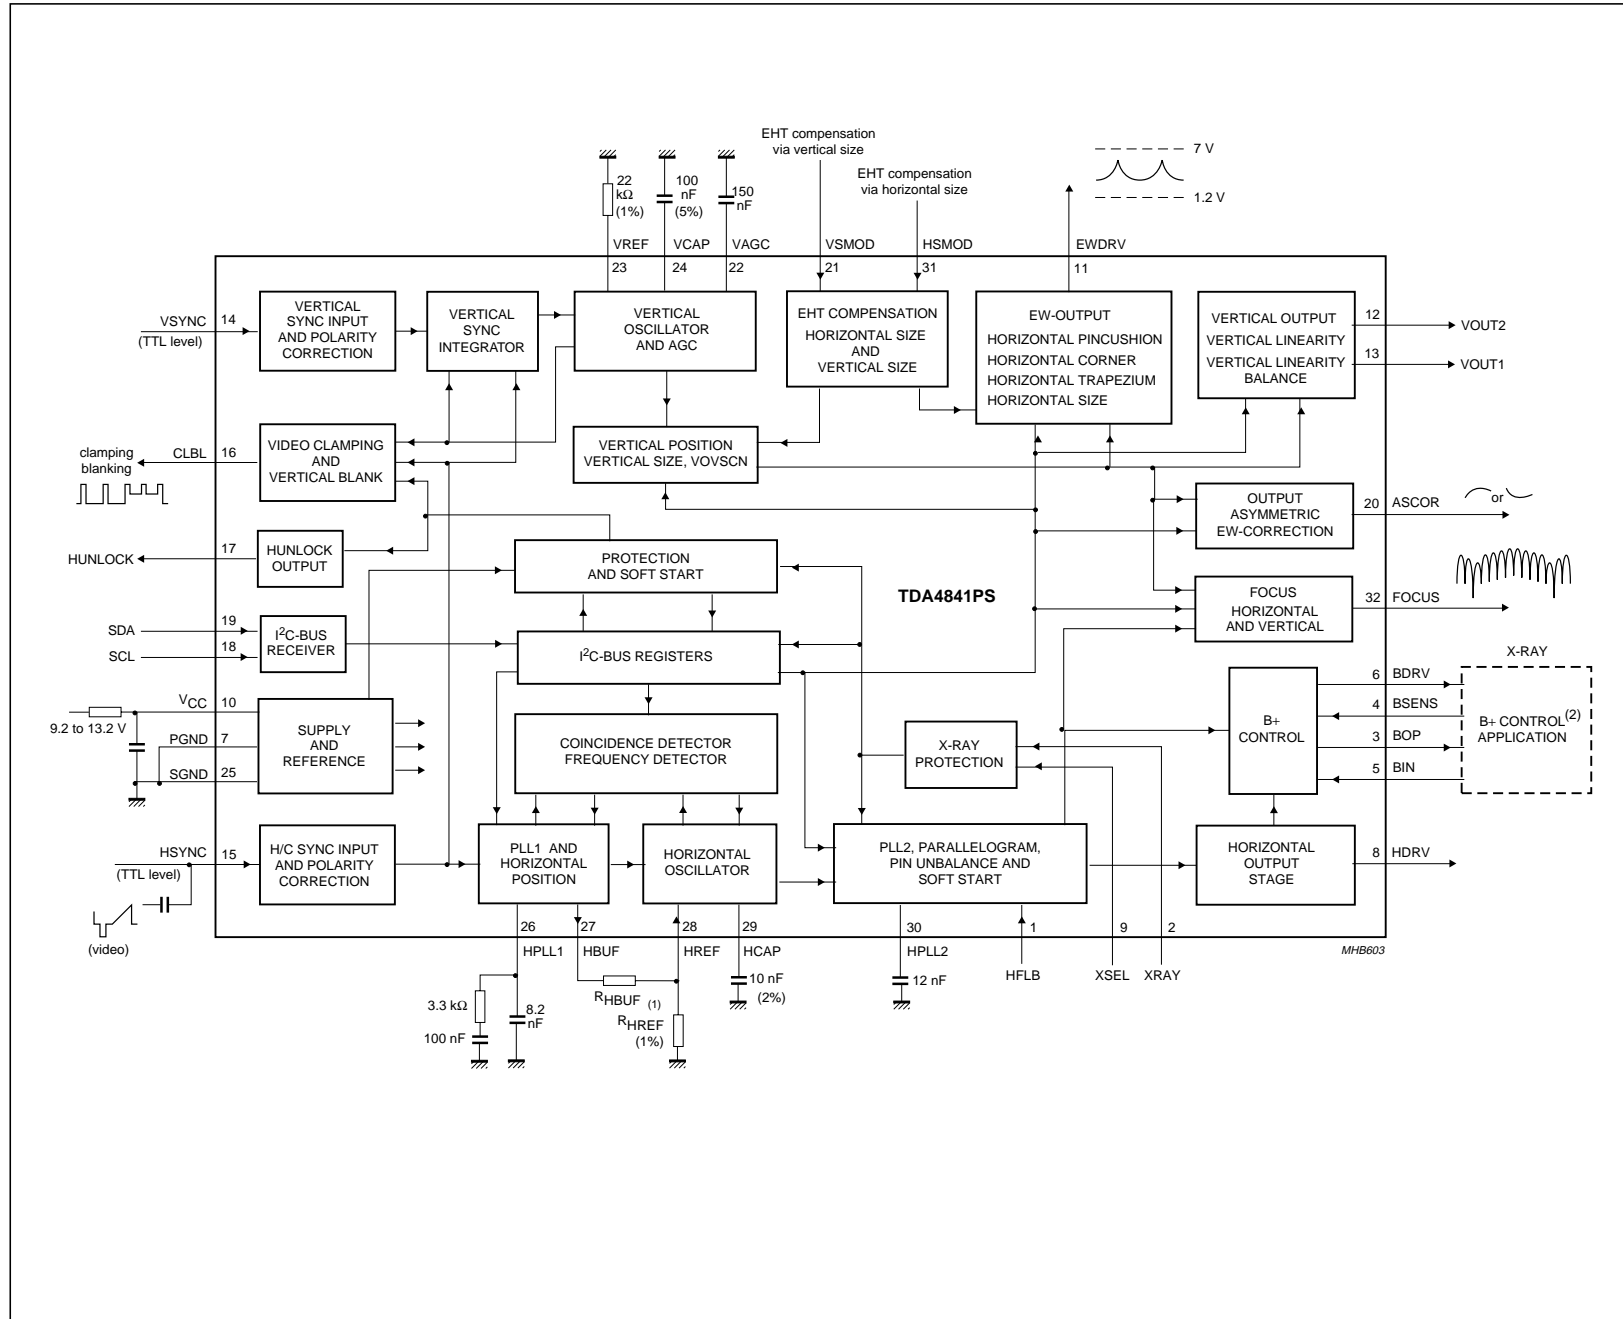 EHT compensation
via vertical size
EHT compensation
via horizontal size
7 V
1.2 V
22
kΩ
(1%)
100
nF
(5%)
150
nF
VREF
VCAP
VAGC
VSMOD
HSMOD
EWDRV
23
24
22
21
31
11
VSYNC
(TTL level)
14
VERTICAL
SYNC INPUT
AND POLARITY
CORRECTION
VERTICAL
SYNC
INTEGRATOR
VERTICAL
OSCILLATOR
AND AGC
EHT COMPENSATION
HORIZONTAL SIZE
AND
VERTICAL SIZE
EW-OUTPUT
HORIZONTAL PINCUSHION
HORIZONTAL CORNER
HORIZONTAL TRAPEZIUM
HORIZONTAL SIZE
VERTICAL OUTPUT
VERTICAL LINEARITY
VERTICAL LINEARITY
BALANCE
12
VOUT2
13
VOUT1
clamping
blanking
CLBL
16
VIDEO CLAMPING
AND
VERTICAL BLANK
VERTICAL POSITION
VERTICAL SIZE, VOVSCN
OUTPUT
ASYMMETRIC
EW-CORRECTION
20
ASCOR
or
HUNLOCK
17
HUNLOCK
OUTPUT
PROTECTION
AND SOFT START
TDA4841PS
FOCUS
HORIZONTAL
AND VERTICAL
32
FOCUS
SDA
19
SCL
18
I²C-BUS
RECEIVER
I²C-BUS REGISTERS
X-RAY
VCC
10
9.2 to 13.2 V
PGND
7
SGND
25
SUPPLY
AND
REFERENCE
COINCIDENCE DETECTOR
FREQUENCY DETECTOR
X-RAY
PROTECTION
B+
CONTROL
6
BDRV
4
BSENS
3
BOP
5
BIN
B+ CONTROL(2)
APPLICATION
HSYNC
(TTL level)
15
(video)
H/C SYNC INPUT
AND POLARITY
CORRECTION
PLL1 AND
HORIZONTAL
POSITION
HORIZONTAL
OSCILLATOR
PLL2, PARALLELOGRAM,
PIN UNBALANCE AND
SOFT START
HORIZONTAL
OUTPUT
STAGE
8
HDRV
26
27
28
29
30
1
9
2
MHB603
HPLL1
HBUF
HREF
HCAP
HPLL2
HFLB
XSEL
XRAY
3.3 kΩ
100 nF
8.2
nF
RHBUF (1)
RHREF
(1%)
10 nF
(2%)
12 nF